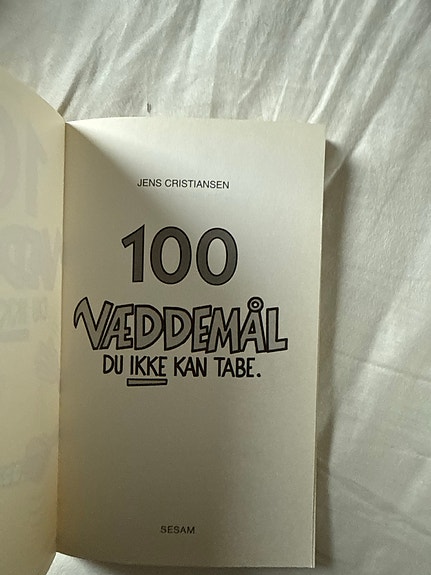 JENS CRISTIANSEN
100
VÆDDEMÅL
DU IKKE KAN TABE.
SESAM